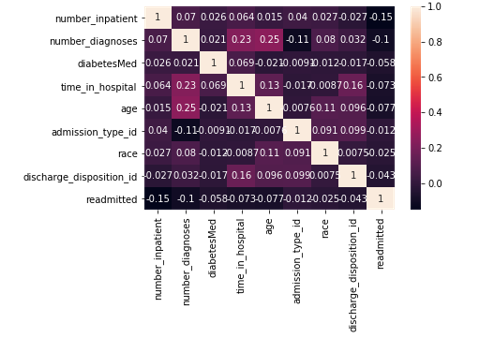 number_inpatient 1 0.07 0.026 0.064 0.015 0.04 0.027 -0.027 -0.15
number_diagnoses 0.07 1 0.021 0.23 0.25 -0.11 0.08 0.032 -0.1
diabetesMed 0.026 0.021 1 0.069 -0.021 -0.0091 -0.012 -0.017 -0.058
time_in_hospital 0.064 0.23 0.069 1 0.13 -0.017 -0.0087 0.16 -0.073
age 0.015 0.25 -0.021 0.13 1 -0.0076 0.11 0.096 -0.077
admission_type_id 0.04 -0.11 -0.0091 -0.017 -0.0076 1 0.091 0.099 -0.012
race 0.027 0.08 -0.012 -0.0087 0.11 0.091 1 0.0075 -0.025
discharge_disposition_id -0.027 0.032 -0.017 0.16 0.096 0.099 0.0075 1 -0.043
readmitted -0.15 -0.1 -0.058 -0.073 -0.077 -0.012 -0.025 -0.043 1
number_inpatient
number_diagnoses
diabetesMed
time_in_hospital
age
admission_type_id
race
discharge_disposition_id
readmitted
1.0
0.8
0.6
0.4
0.2
0.0